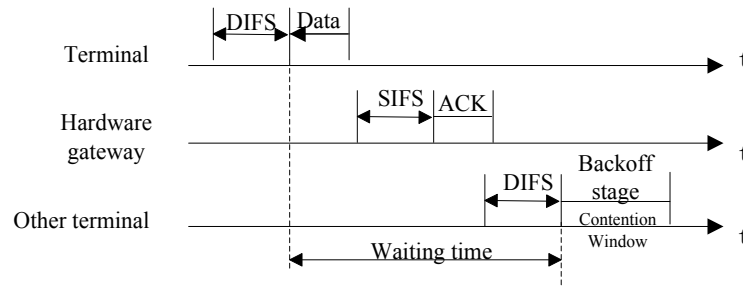 DIFS
Data
Terminal
t
SIFS
ACK
Hardware
gateway
t
DIFS
Backoff
stage
Other terminal
Contention
Window
t
Waiting time